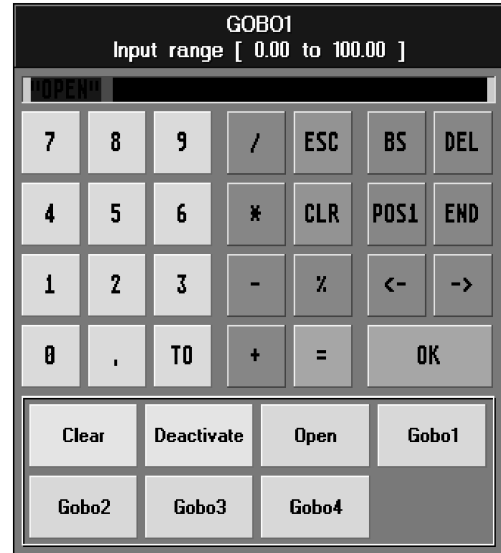 GOBO1
Input range [ 0.00 to 100.00 ]
"OPEN"
7 8 9 / ESC BS DEL
4 5 6 * CLR POS1 END
1 2 3 - % <- ->
0 . TO + = OK
Clear Deactivate Open Gobo1
Gobo2 Gobo3 Gobo4